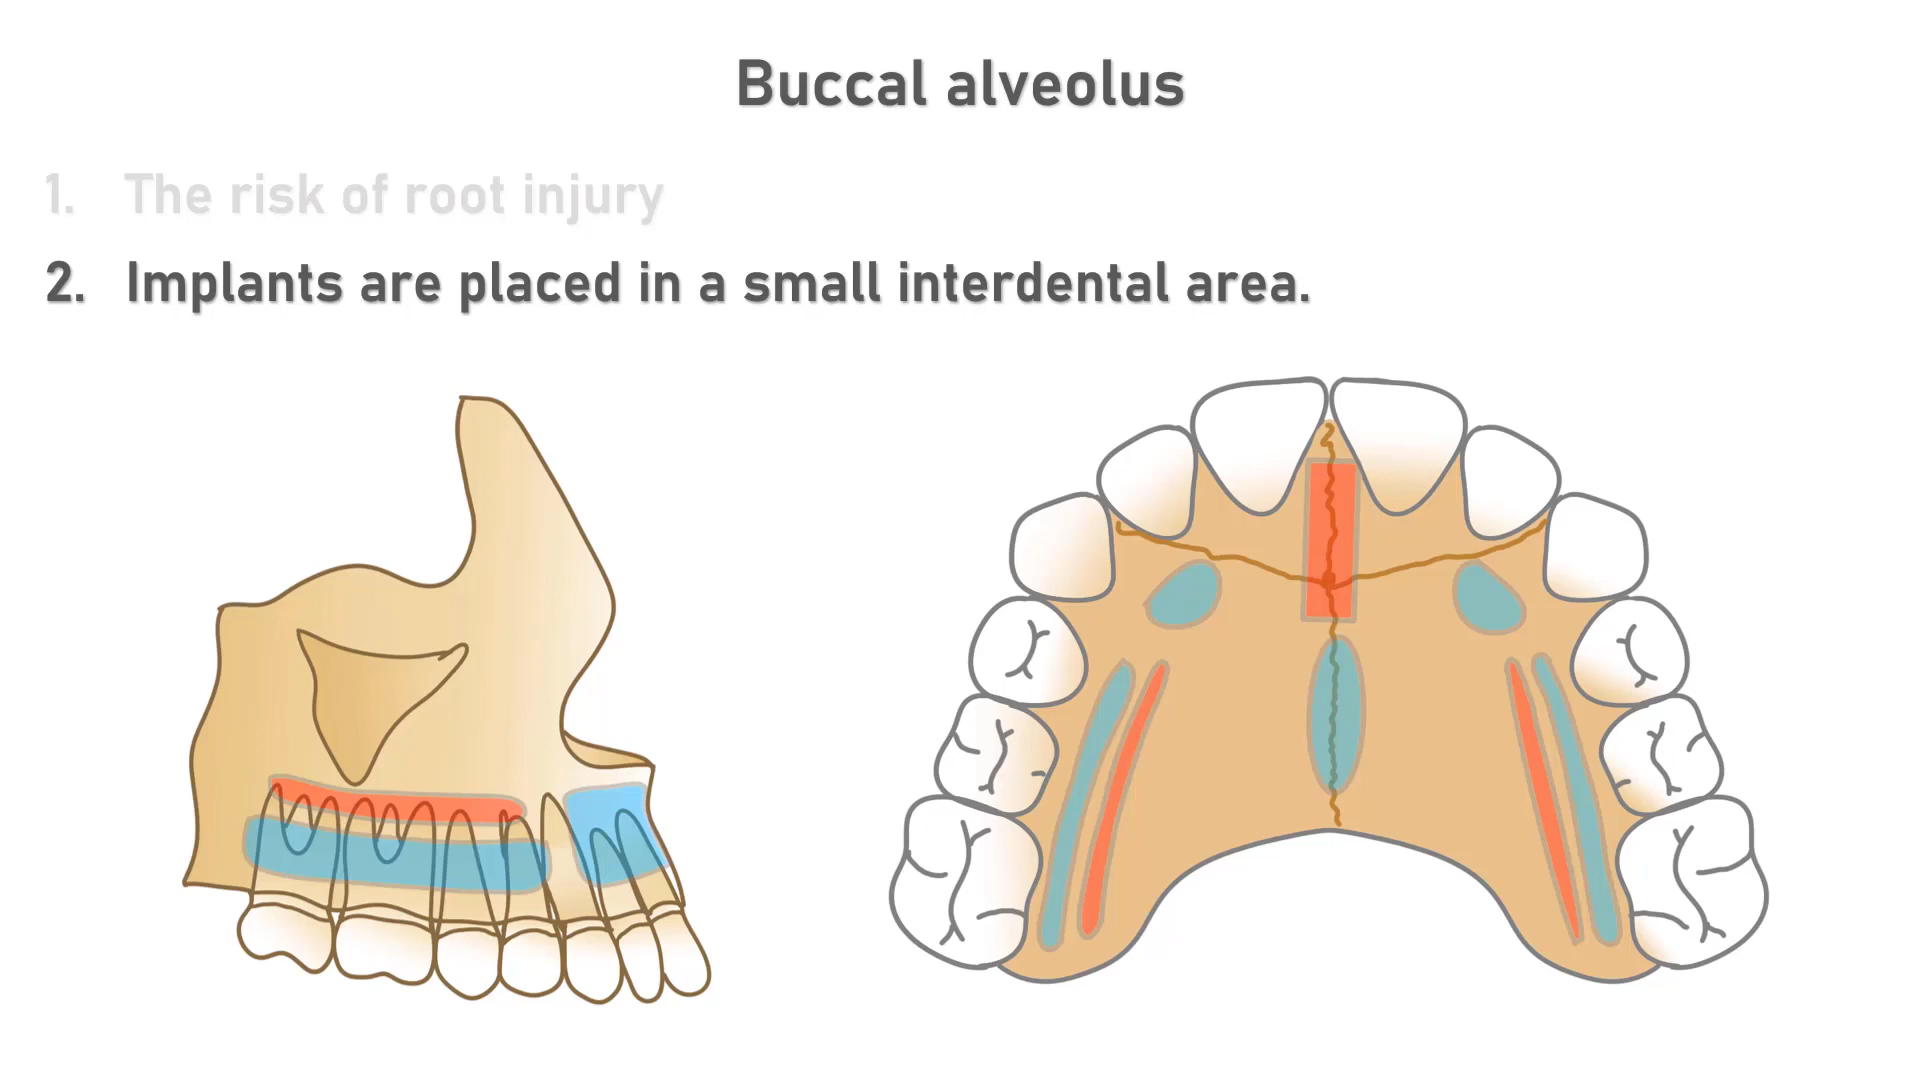 Buccal alveolus
1. The risk of root injury
2. Implants are placed in a small interdental area.